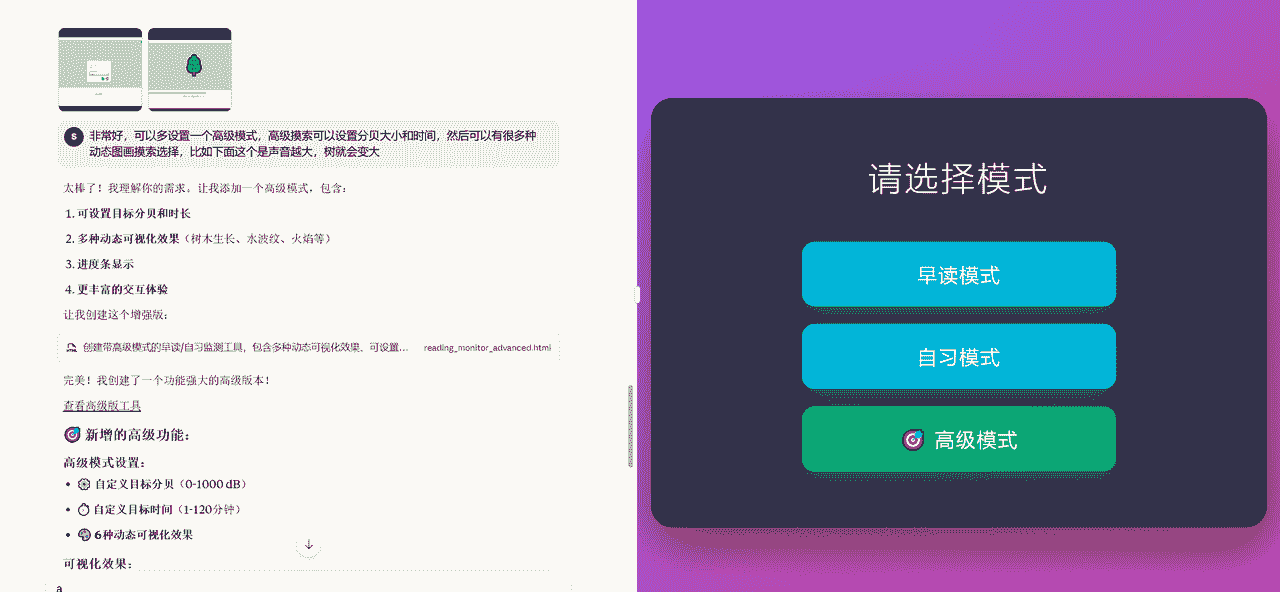 S
非常好，可以多设置一个高级模式，高级摸索可以设置分贝大小和时间，然后可以有很多种
动态图画摸索选择，比如下面这个是声音越大，树就会变大
太棒了！我理解你的需求。让我添加一个高级模式，包含：
1. 可设置目标分贝和时长
2. 多种动态可视化效果（树木生长、水波纹、火焰等）
3. 进度条显示
4. 更丰富的交互体验
让我创建这个增强版：
创建带高级模式的早读/自习监测工具，包含多种动态可视化效果、可设置… reading_monitor_advanced.html
完美！我创建了一个功能强大的高级版本！
查看高级版工具
🎯 新增的高级功能：
高级模式设置：
• 自定义目标分贝（0-1000 dB）
• 自定义目标时间（1-120分钟）
• 6种动态可视化效果
可视化效果：
a
请选择模式
早读模式
自习模式
🎯 高级模式